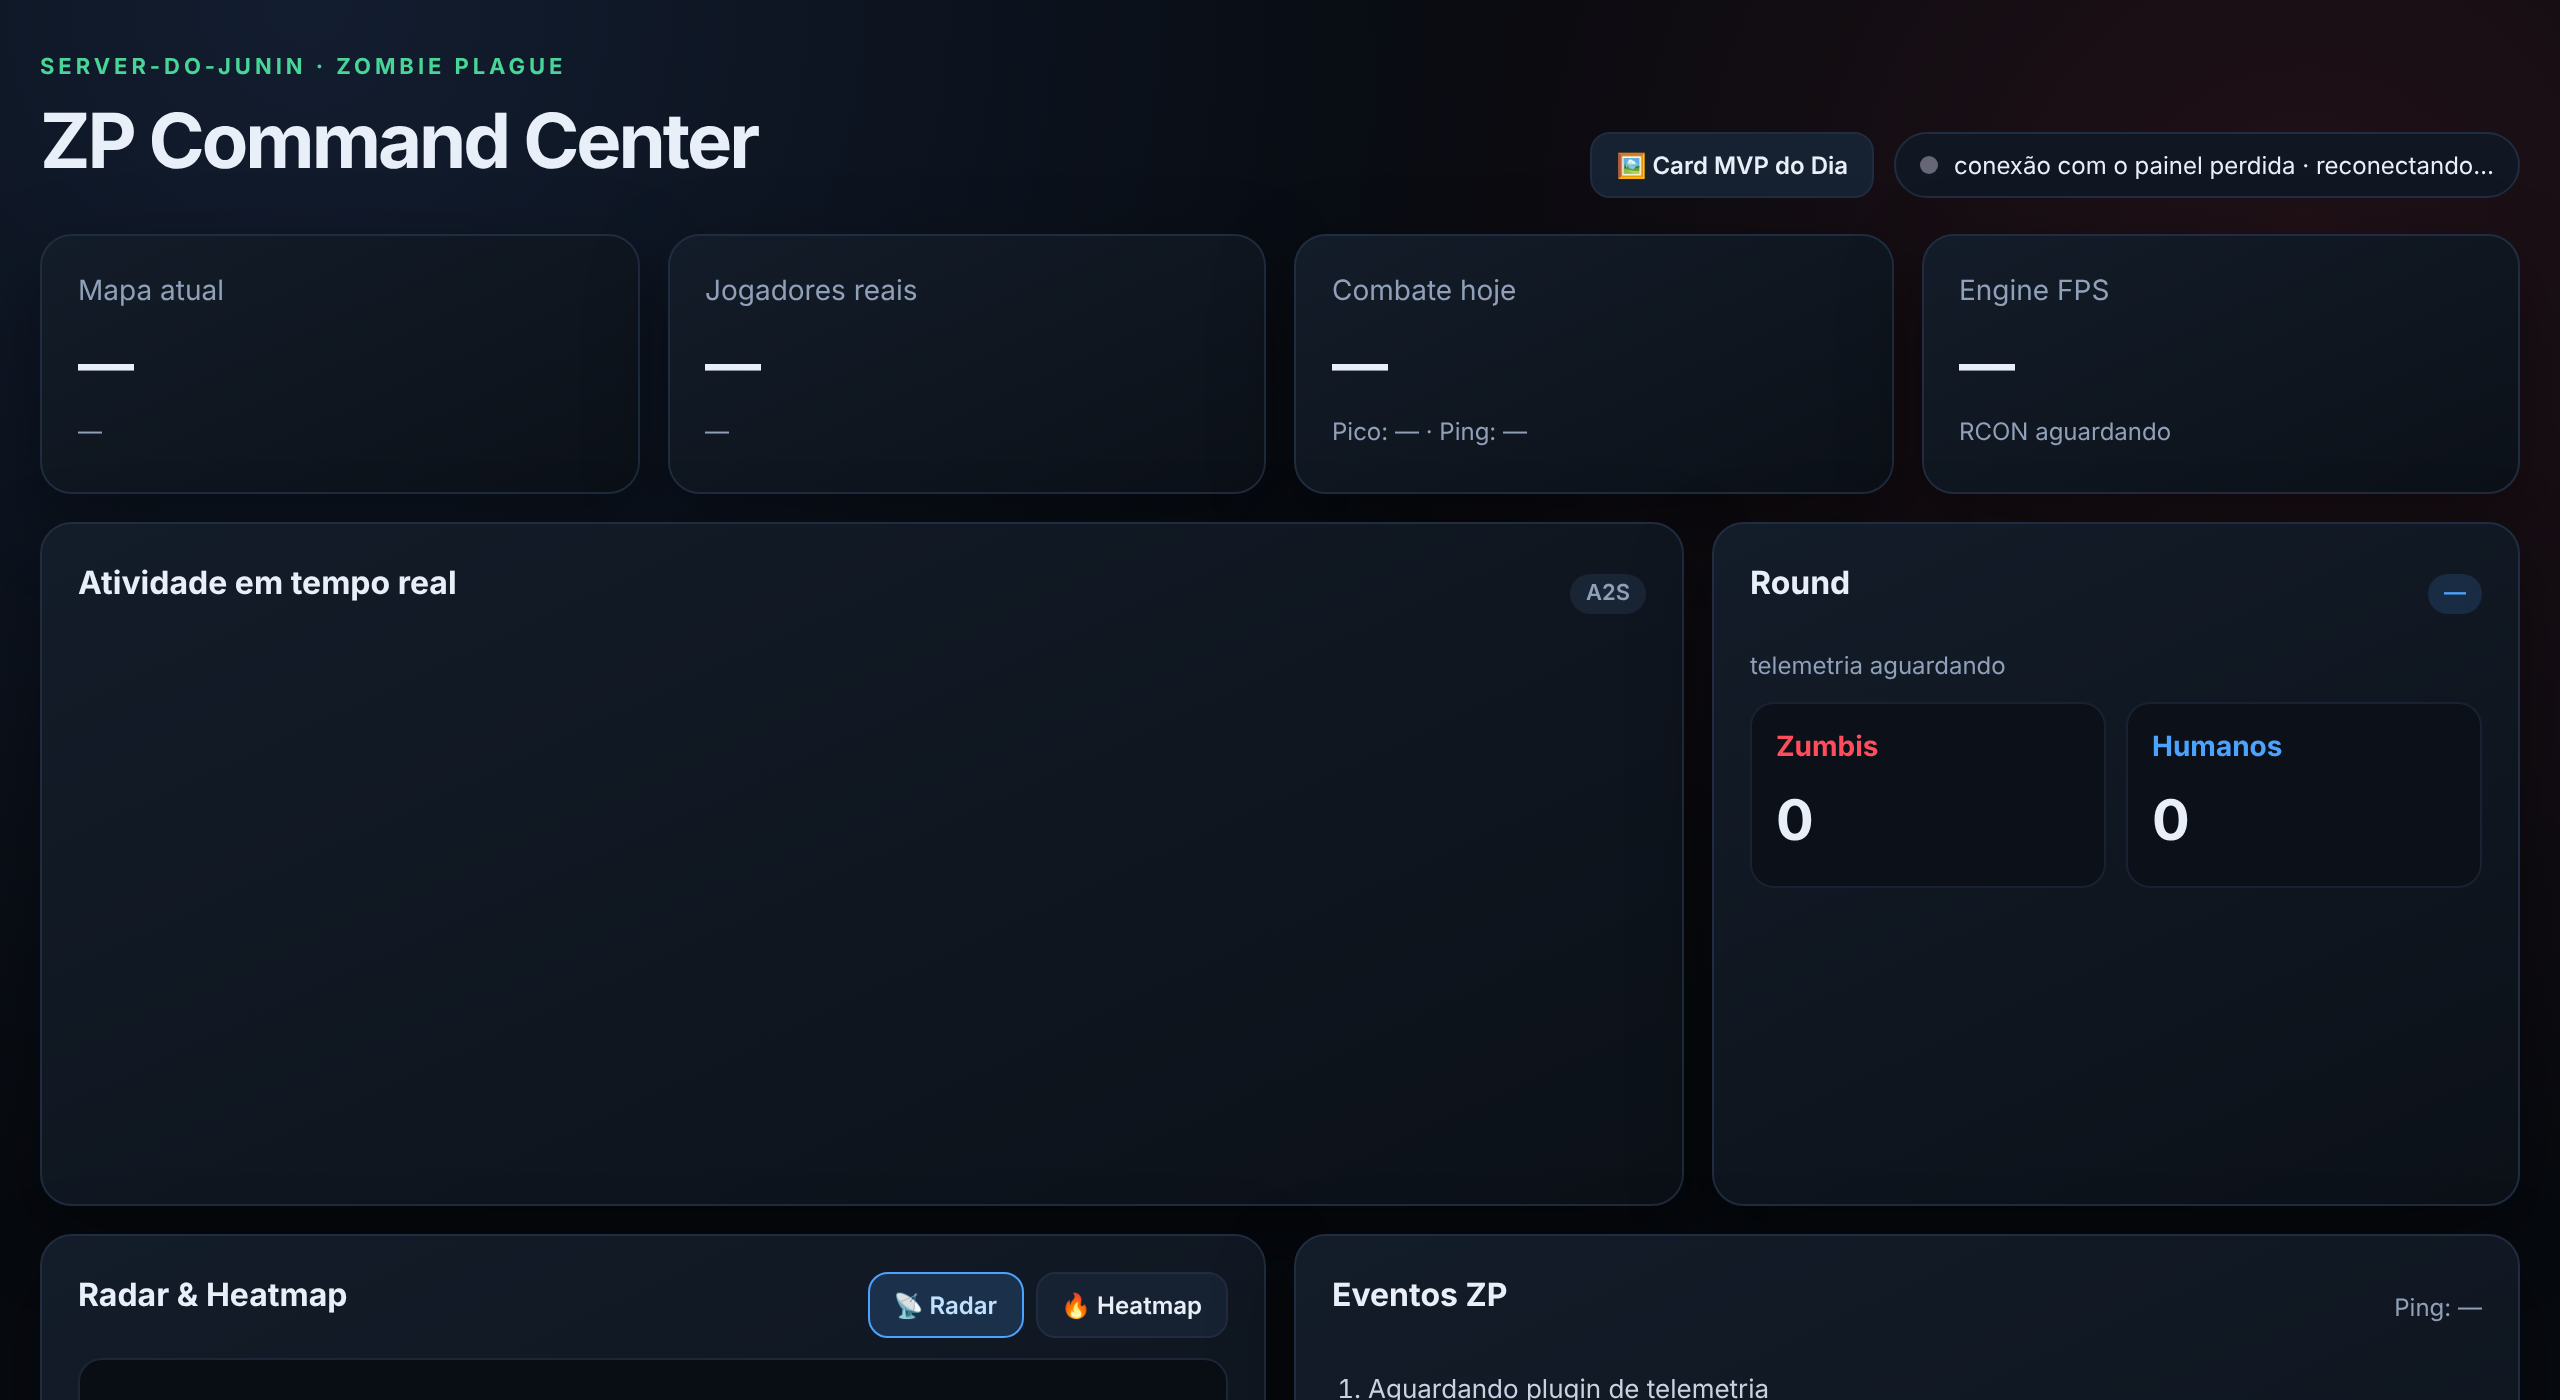 SERVER-DO-JUNIN · ZOMBIE PLAGUE
ZP Command Center
🖼️ Card MVP do Dia
conexão com o painel perdida · reconectando...
Mapa atual
—
—
Jogadores reais
—
—
Combate hoje
—
Pico: — · Ping: —
Engine FPS
—
RCON aguardando
Atividade em tempo real
A2S
Round
—
telemetria aguardando
Zumbis
0
Humanos
0
Radar & Heatmap
📡 Radar
🔥 Heatmap
Eventos ZP
Ping: —
1. Aguardando plugin de telemetria